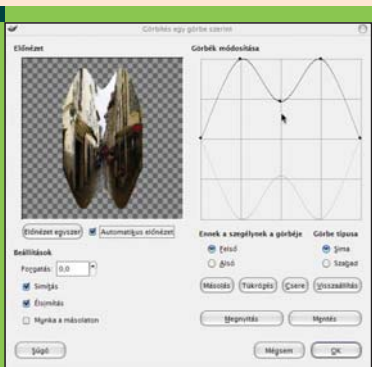 Görbítés egy görbe szerint
Előnézet
Görbék módosítása
Előnézet egyszer
Automatikus előnézet
Beállítások
Forgatás: 0,0
Simítás
Élsimítás
Munka a másolaton
Ennek a szegélynek a görbéje
Görbe típusa
Felső
Sima
Alsó
Szabad
Másolás
Tükrözés
Csere
Visszaállítás
Megnyitás
Mentés
Súgó
Mégsem
OK